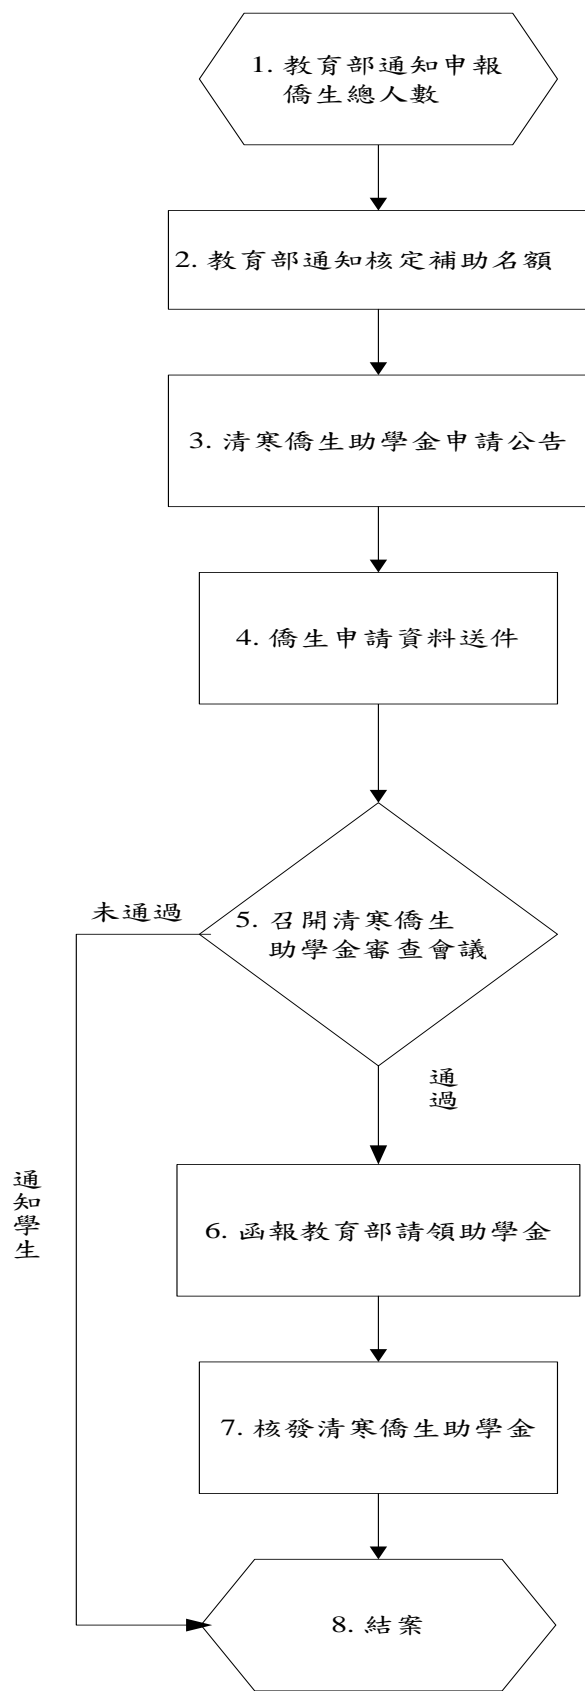 1. 教育部通知申報
僑生總人數
2. 教育部通知核定補助名額
3. 清寒僑生助學金申請公告
4. 僑生申請資料送件
未通過
5. 召開清寒僑生
助學金審查會議
通過
通知學生
6. 函報教育部請領助學金
7. 核發清寒僑生助學金
8. 結案